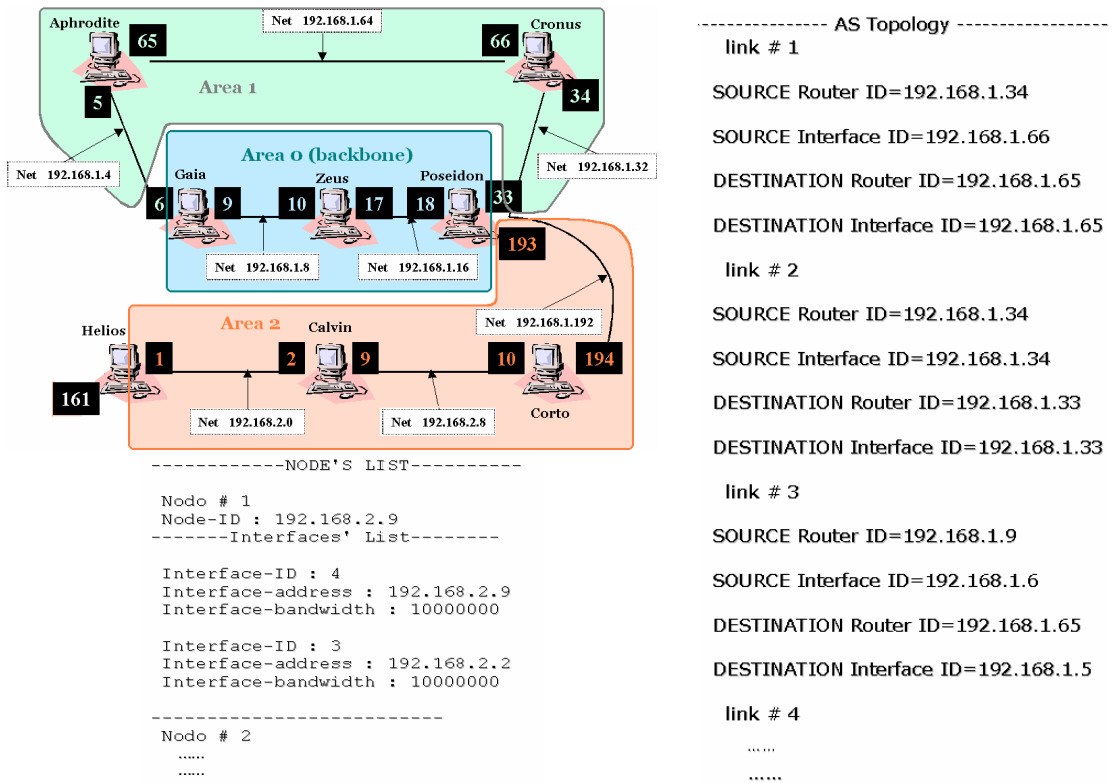 Aphrodite
Net 192.168.1.64
Cronus
65
66
Area 1
5
34
Net 192.168.1.4
Net 192.168.1.32
Area 0 (backbone)
Gaia
Zeus
Poseidon
6
9
10
17
18
33
193
Net 192.168.1.8
Net 192.168.1.16
Net 192.168.1.192
Area 2
Helios
Calvin
1
2
9
10
194
161
Corto
Net 192.168.2.0
Net 192.168.2.8
------------NODE'S LIST----------
Nodo # 1
Node-ID : 192.168.2.9
-------Interfaces' List--------
Interface-ID : 4
Interface-address : 192.168.2.9
Interface-bandwidth : 10000000
Interface-ID : 3
Interface-address : 192.168.2.2
Interface-bandwidth : 10000000
--------------------------
Nodo # 2
......
......
--------------- AS Topology -----------------
link # 1
SOURCE Router ID=192.168.1.34
SOURCE Interface ID=192.168.1.66
DESTINATION Router ID=192.168.1.65
DESTINATION Interface ID=192.168.1.65
link # 2
SOURCE Router ID=192.168.1.34
SOURCE Interface ID=192.168.1.34
DESTINATION Router ID=192.168.1.33
DESTINATION Interface ID=192.168.1.33
link # 3
SOURCE Router ID=192.168.1.9
SOURCE Interface ID=192.168.1.6
DESTINATION Router ID=192.168.1.65
DESTINATION Interface ID=192.168.1.5
link # 4
......
......